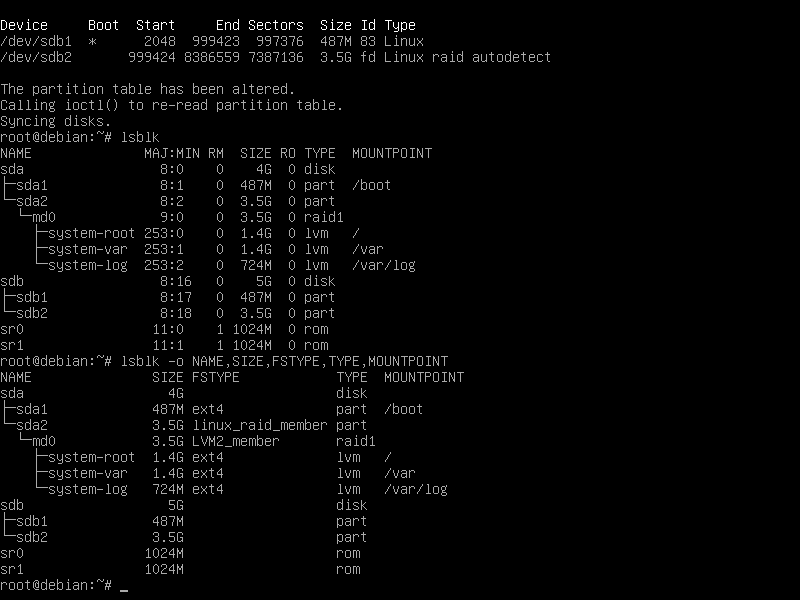 Device     Boot  Start     End Sectors  Size Id Type
/dev/sdb1  *      2048  999423  997376  487M 83 Linux
/dev/sdb2       999424 8386559 7387136  3.5G fd Linux raid autodetect
The partition table has been altered.
Calling ioctl() to re-read partition table.
Syncing disks.
root@debian:~# lsblk
NAME              MAJ:MIN RM   SIZE RO TYPE  MOUNTPOINT
sda                 8:0    0     4G  0 disk
├─sda1              8:1    0   487M  0 part  /boot
└─sda2              8:2    0   3.5G  0 part
  └─md0             9:0    0   3.5G  0 raid1
    ├─system-root 253:0    0   1.4G  0 lvm   /
    ├─system-var  253:1    0   1.4G  0 lvm   /var
    └─system-log  253:2    0   724M  0 lvm   /var/log
sdb                 8:16   0     5G  0 disk
├─sdb1              8:17   0   487M  0 part
└─sdb2              8:18   0   3.5G  0 part
sr0                11:0    1  1024M  0 rom
sr1                11:1    1  1024M  0 rom
root@debian:~# lsblk -o NAME,SIZE,FSTYPE,TYPE,MOUNTPOINT
NAME               SIZE FSTYPE            TYPE  MOUNTPOINT
sda                  4G                   disk
├─sda1             487M ext4              part  /boot
└─sda2             3.5G linux_raid_member part
  └─md0            3.5G LVM2_member       raid1
    ├─system-root  1.4G ext4              lvm   /
    ├─system-var   1.4G ext4              lvm   /var
    └─system-log   724M ext4              lvm   /var/log
sdb                  5G                   disk
├─sdb1             487M                   part
└─sdb2             3.5G                   part
sr0               1024M                   rom
sr1               1024M                   rom
root@debian:~# _